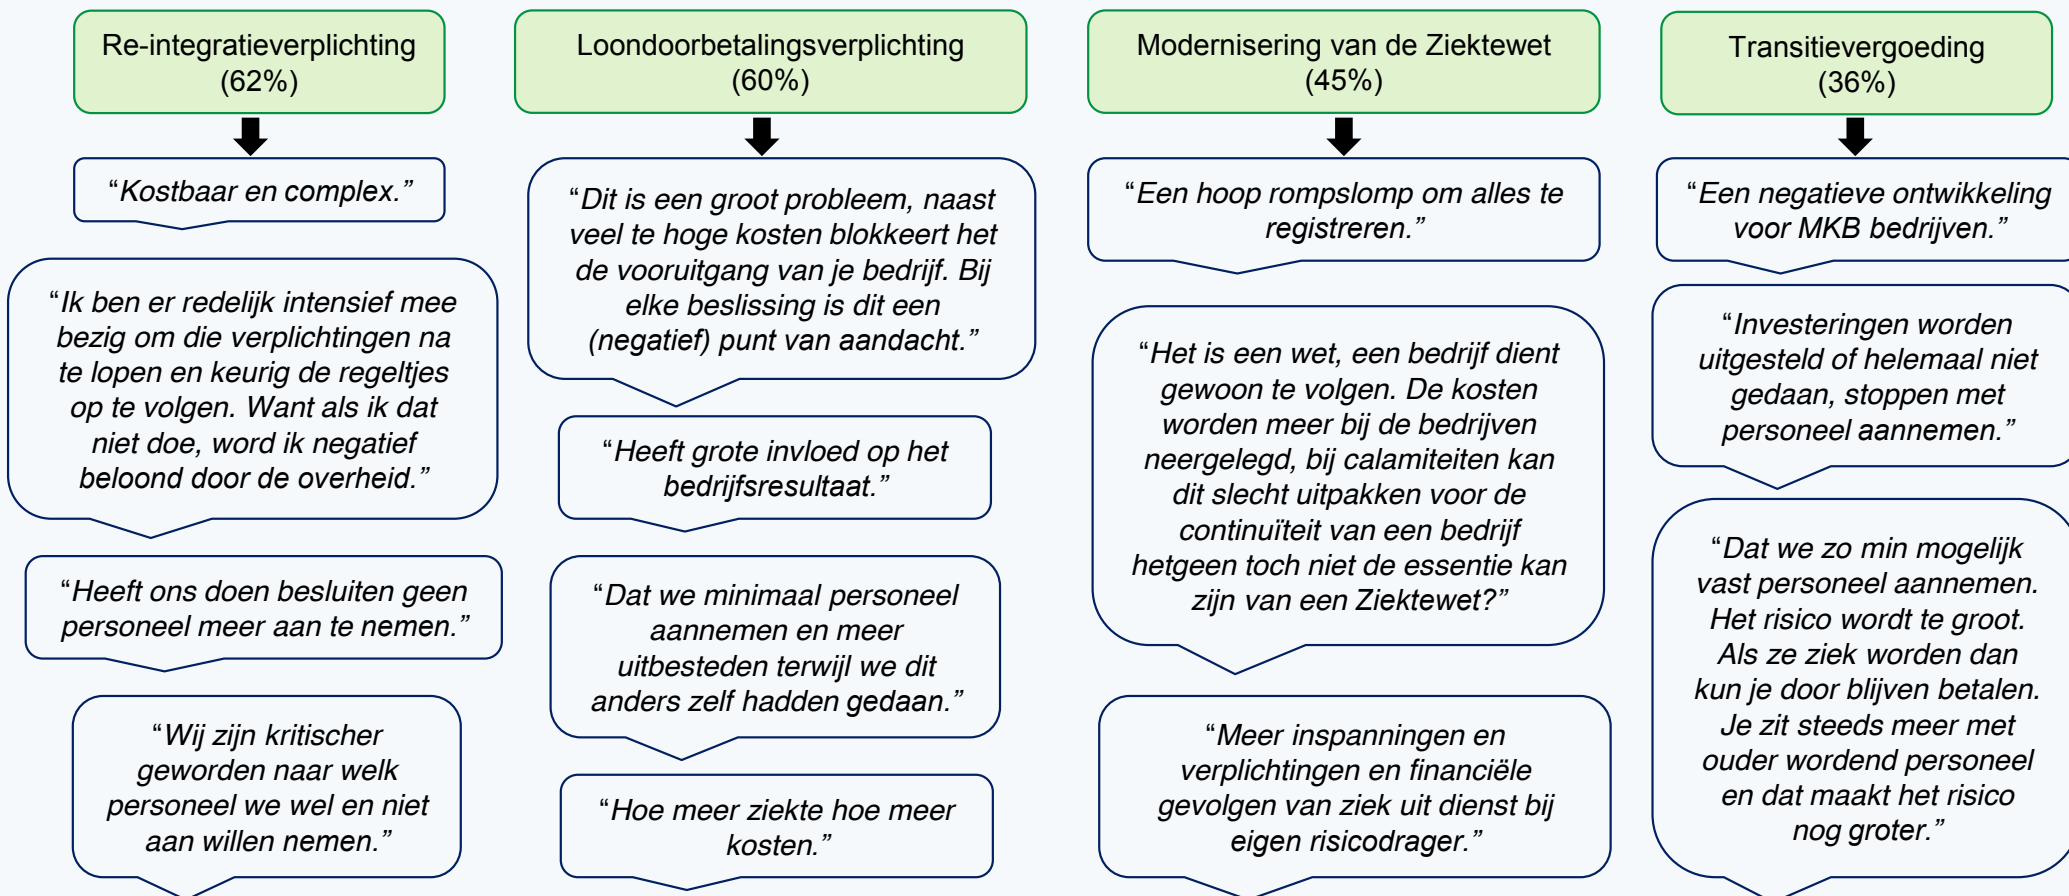 Re-integratieverplichting
(62%)
“Kostbaar en complex.”
“Ik ben er redelijk intensief mee
bezig om die verplichtingen na
te lopen en keurig de regeltjes
op te volgen. Want als ik dat
niet doe, word ik negatief
beloond door de overheid.”
“Heeft ons doen besluiten geen
personeel meer aan te nemen.”
“Wij zijn kritischer
geworden naar welk
personeel we wel en niet
aan willen nemen.”
Loondoorbetalingsverplichting
(60%)
“Dit is een groot probleem, naast
veel te hoge kosten blokkeert het
de vooruitgang van je bedrijf. Bij
elke beslissing is dit een
(negatief) punt van aandacht.”
“Heeft grote invloed op het
bedrijfsresultaat.”
“Dat we minimaal personeel
aannemen en meer
uitbesteden terwijl we dit
anders zelf hadden gedaan.”
“Hoe meer ziekte hoe meer
kosten.”
Modernisering van de Ziektewet
(45%)
“Een hoop rompslomp om alles te
registreren.”
“Het is een wet, een bedrijf dient
gewoon te volgen. De kosten
worden meer bij de bedrijven
neergelegd, bij calamiteiten kan
dit slecht uitpakken voor de
continuïteit van een bedrijf
hetgeen toch niet de essentie kan
zijn van een Ziektewet?”
“Meer inspanningen en
verplichtingen en financiële
gevolgen van ziek uit dienst bij
eigen risicodrager.”
Transitievergoeding
(36%)
“Een negatieve ontwikkeling
voor MKB bedrijven.”
“Investeringen worden
uitgesteld of helemaal niet
gedaan, stoppen met
personeel aannemen.”
“Dat we zo min mogelijk
vast personeel aannemen.
Het risico wordt te groot.
Als ze ziek worden dan
kun je door blijven betalen.
Je zit steeds meer met
ouder wordend personeel
en dat maakt het risico
nog groter.”